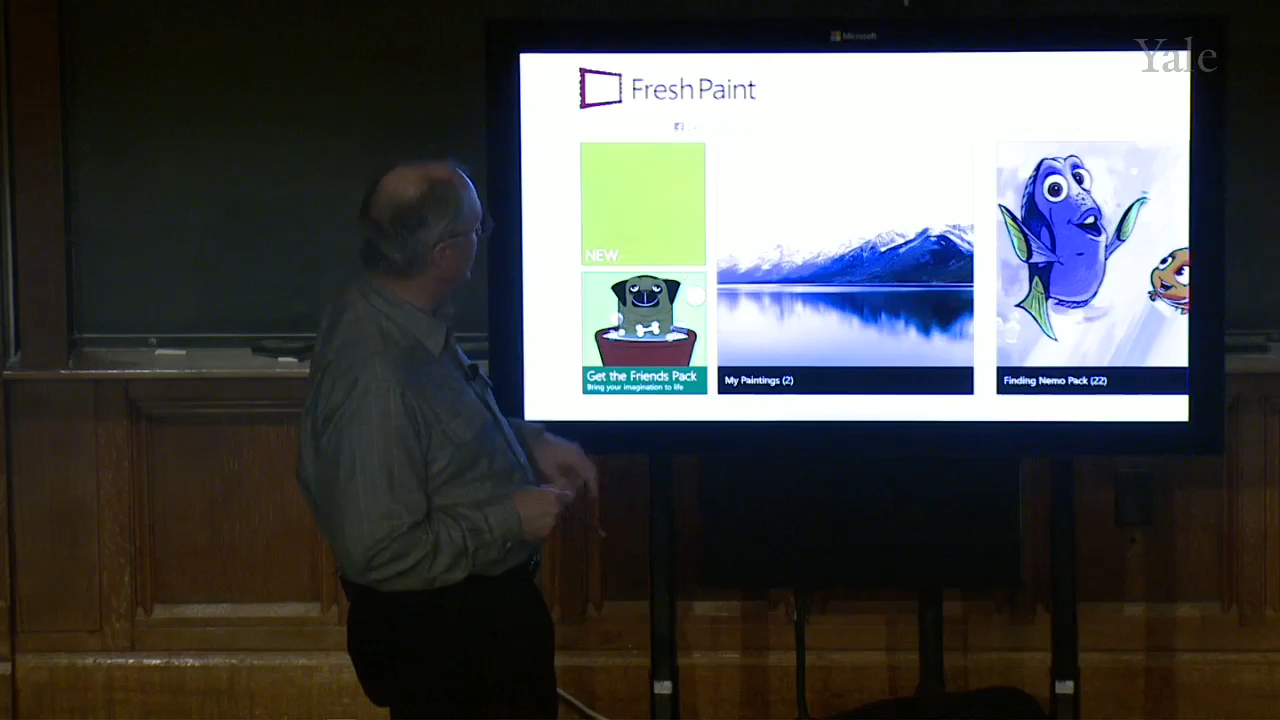 Microsoft
Yale
Fresh Paint
NEW
Get the Friends Pack
Bring your imagination to life
My Paintings (2)
Finding Nemo Pack (22)